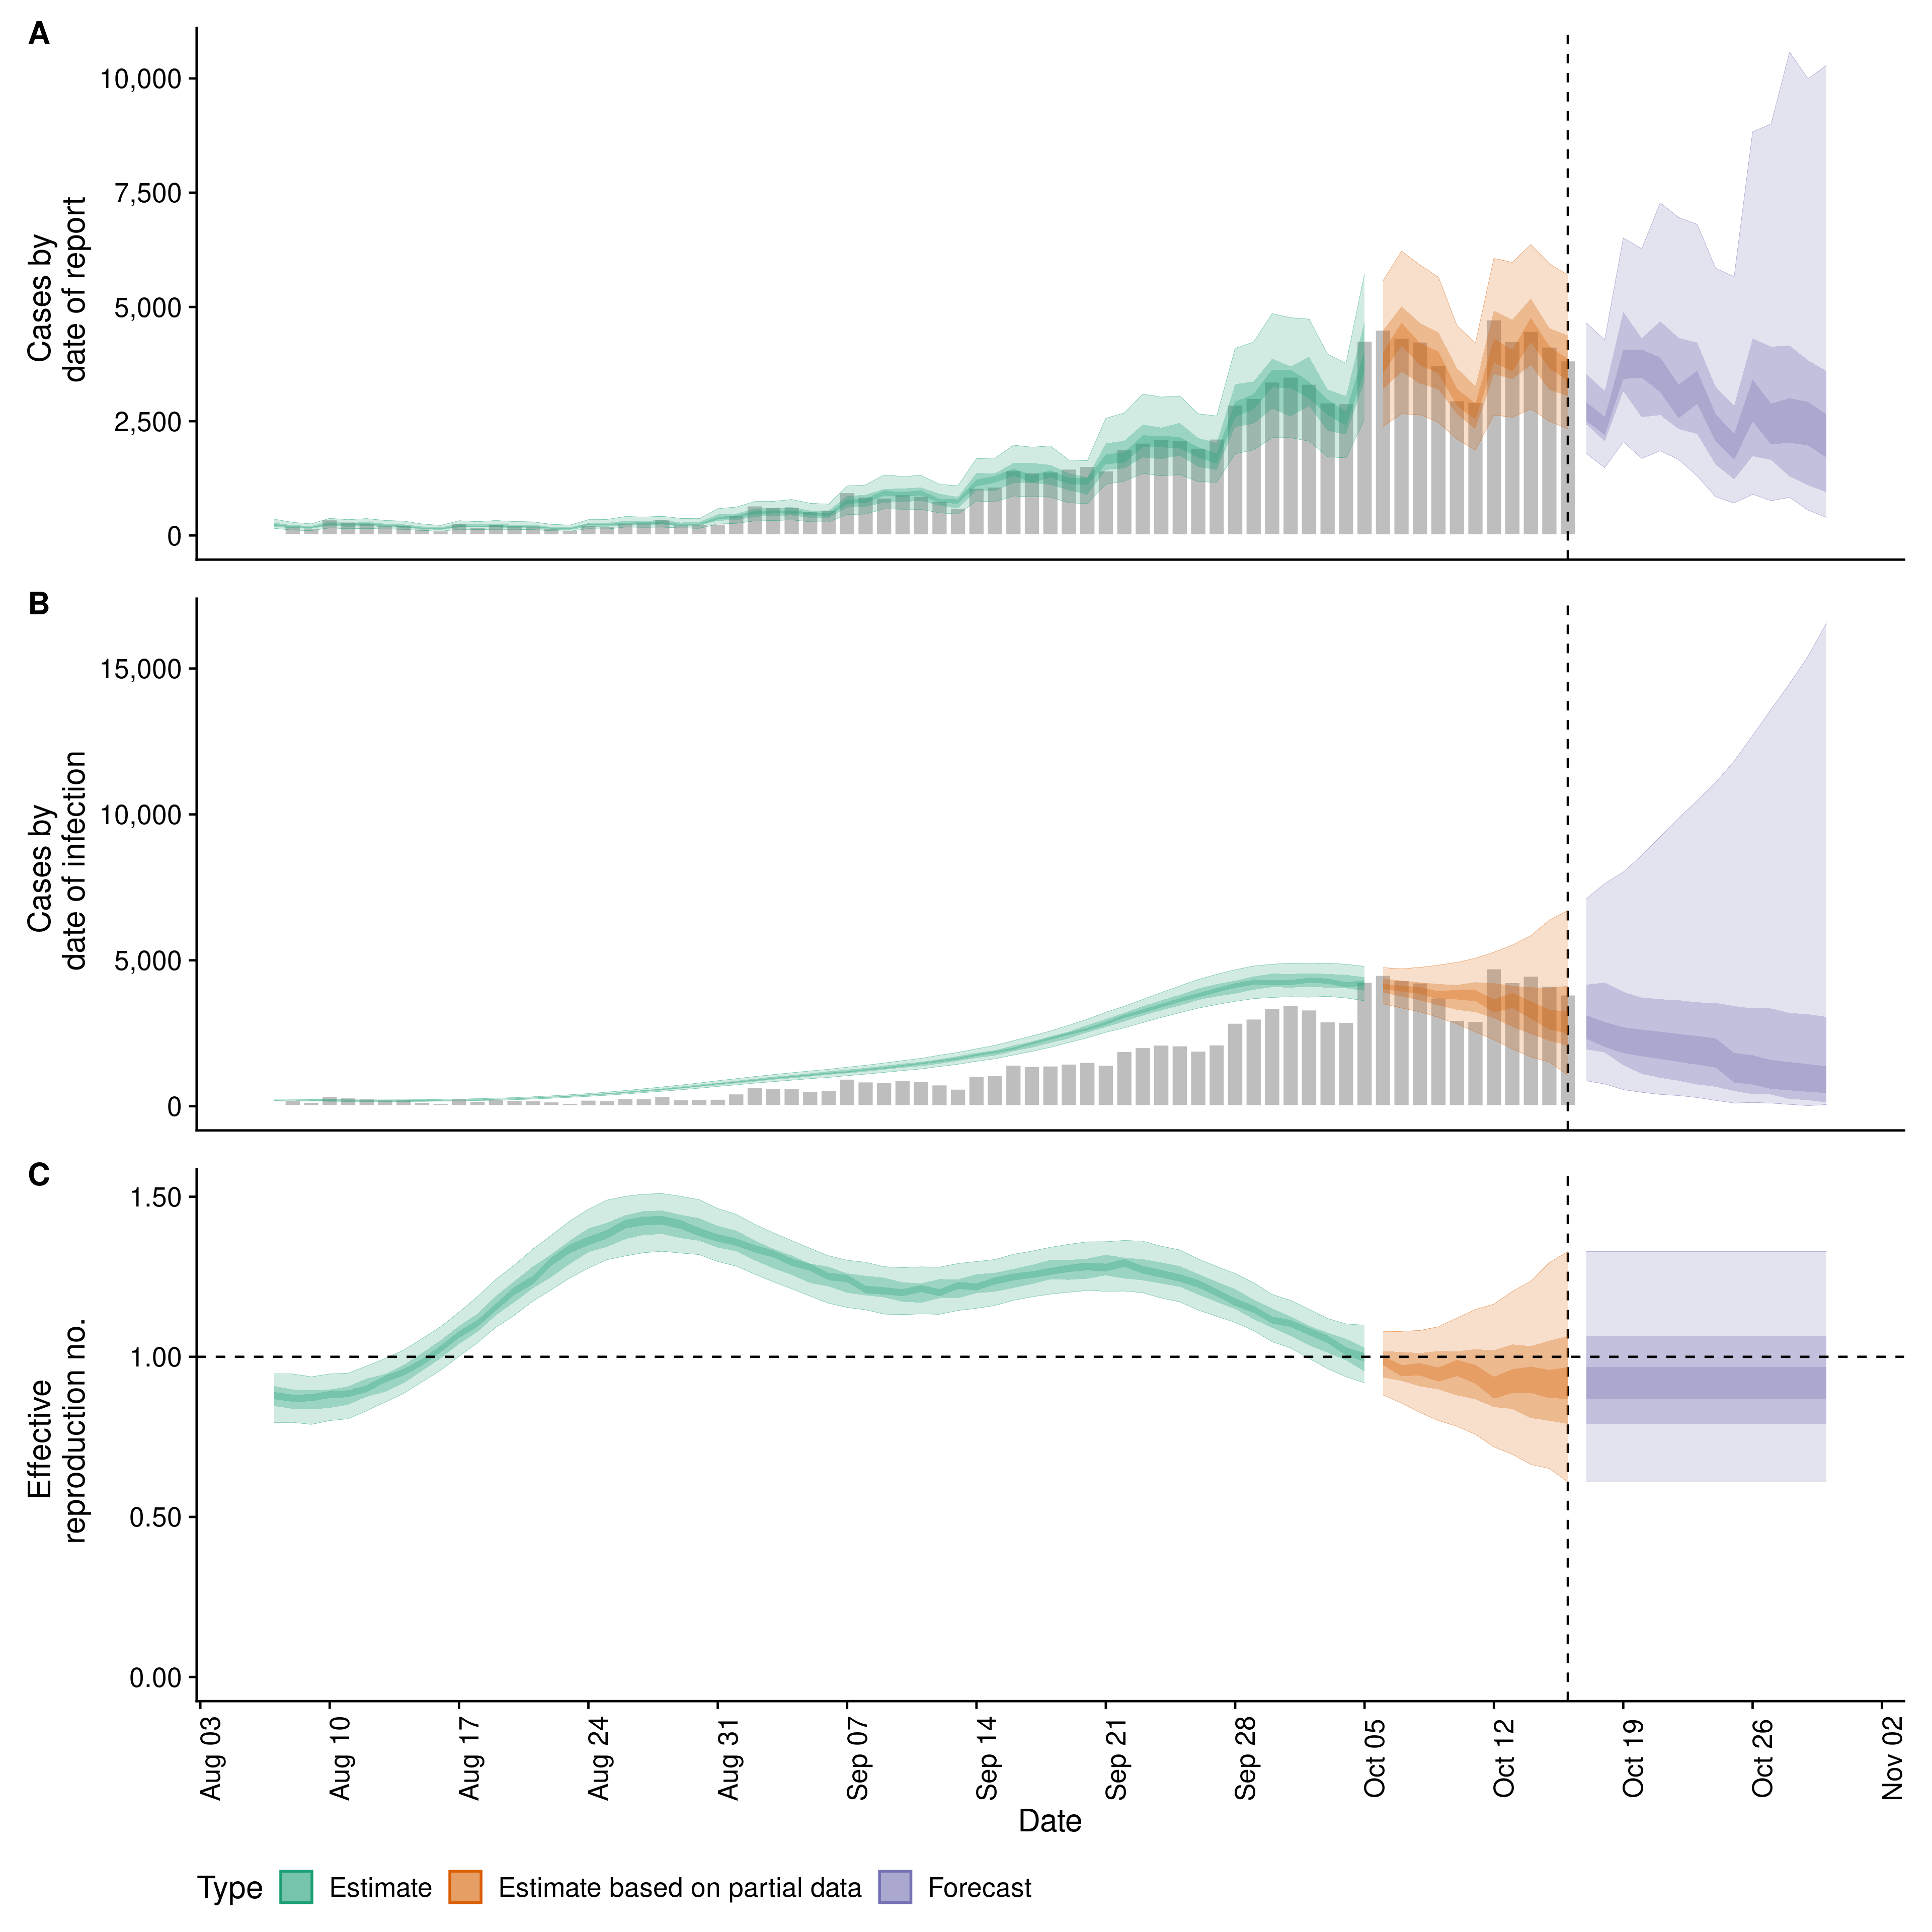 A
10,000
7,500
5,000
2,500
0
Cases by
date of report
B
15,000
10,000
5,000
0
Cases by
date of infection
C
1.50
1.00
0.50
0.00
Effective
reproduction no.
Aug 03
Aug 10
Aug 17
Aug 24
Aug 31
Sep 07
Sep 14
Sep 21
Sep 28
Oct 05
Oct 12
Oct 19
Oct 26
Nov 02
Date
Type Estimate Estimate based on partial data Forecast